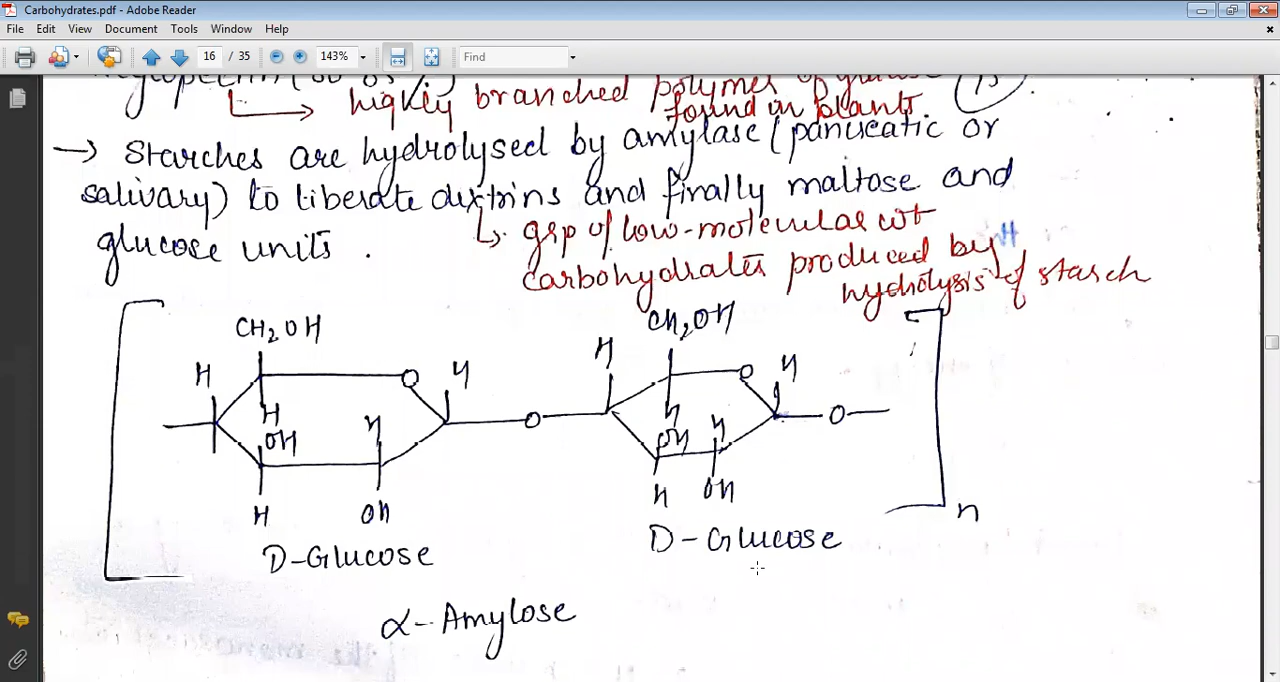 Carbohydrates.pdf - Adobe Reader
File Edit View Document Tools Window Help
16 / 35 143% Find
highly branched polymer of
found in plants.
→ Starches are hydrolysed by amylase (pancreatic or
salivary) to liberate dextrins and finally maltose and
glucose units.
↳ grp of low-molecular wt
carbohydrates produced by
hydrolysis of starch
H
CH2OH CH2OH
H O H H O H
H OH H O H OH H O
H OH H OH n
D-Glucose D-Glucose
α-Amylose